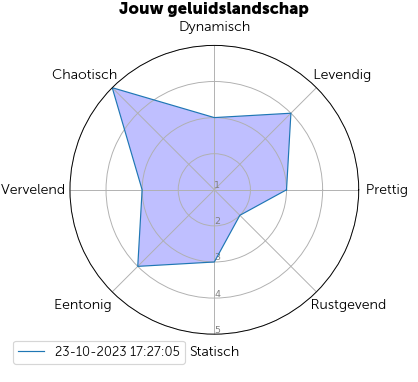 Jouw geluidslandschap
Dynamisch
Chaotisch
Levendig
Vervelend
Prettig
1
2
3
4
5
Eentonig
Rustgevend
Statisch
23-10-2023 17:27:05